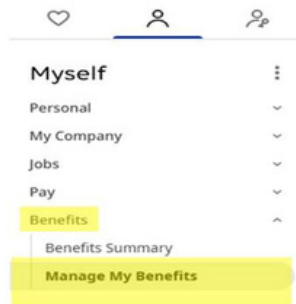 Myself
Personal
My Company
Jobs
Pay
Benefits
Benefits Summary
Manage My Benefits